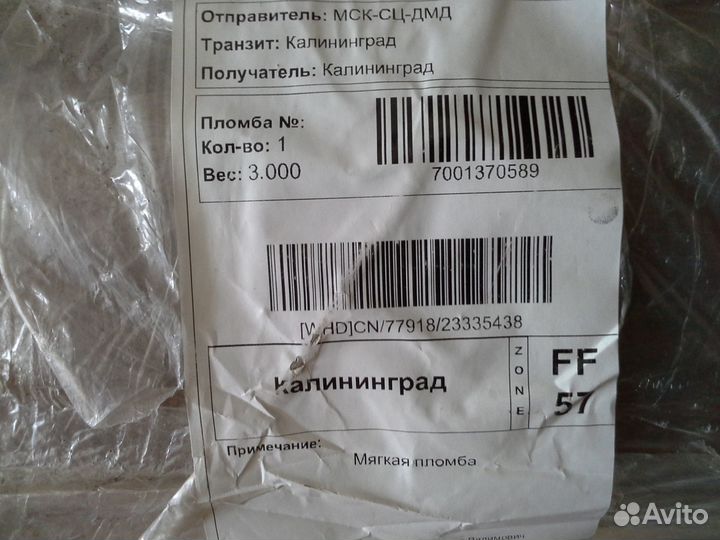 Отправитель: МСК-СЦ-ДМД
Транзит: Калининград
Получатель: Калининград
Пломба №:
Кол-во: 1
Вес: 3.000
7001370589
[WHD]CN/77918/23335438
Калининград
ZONE
FF
57
Примечание:
Мягкая пломба
Avito